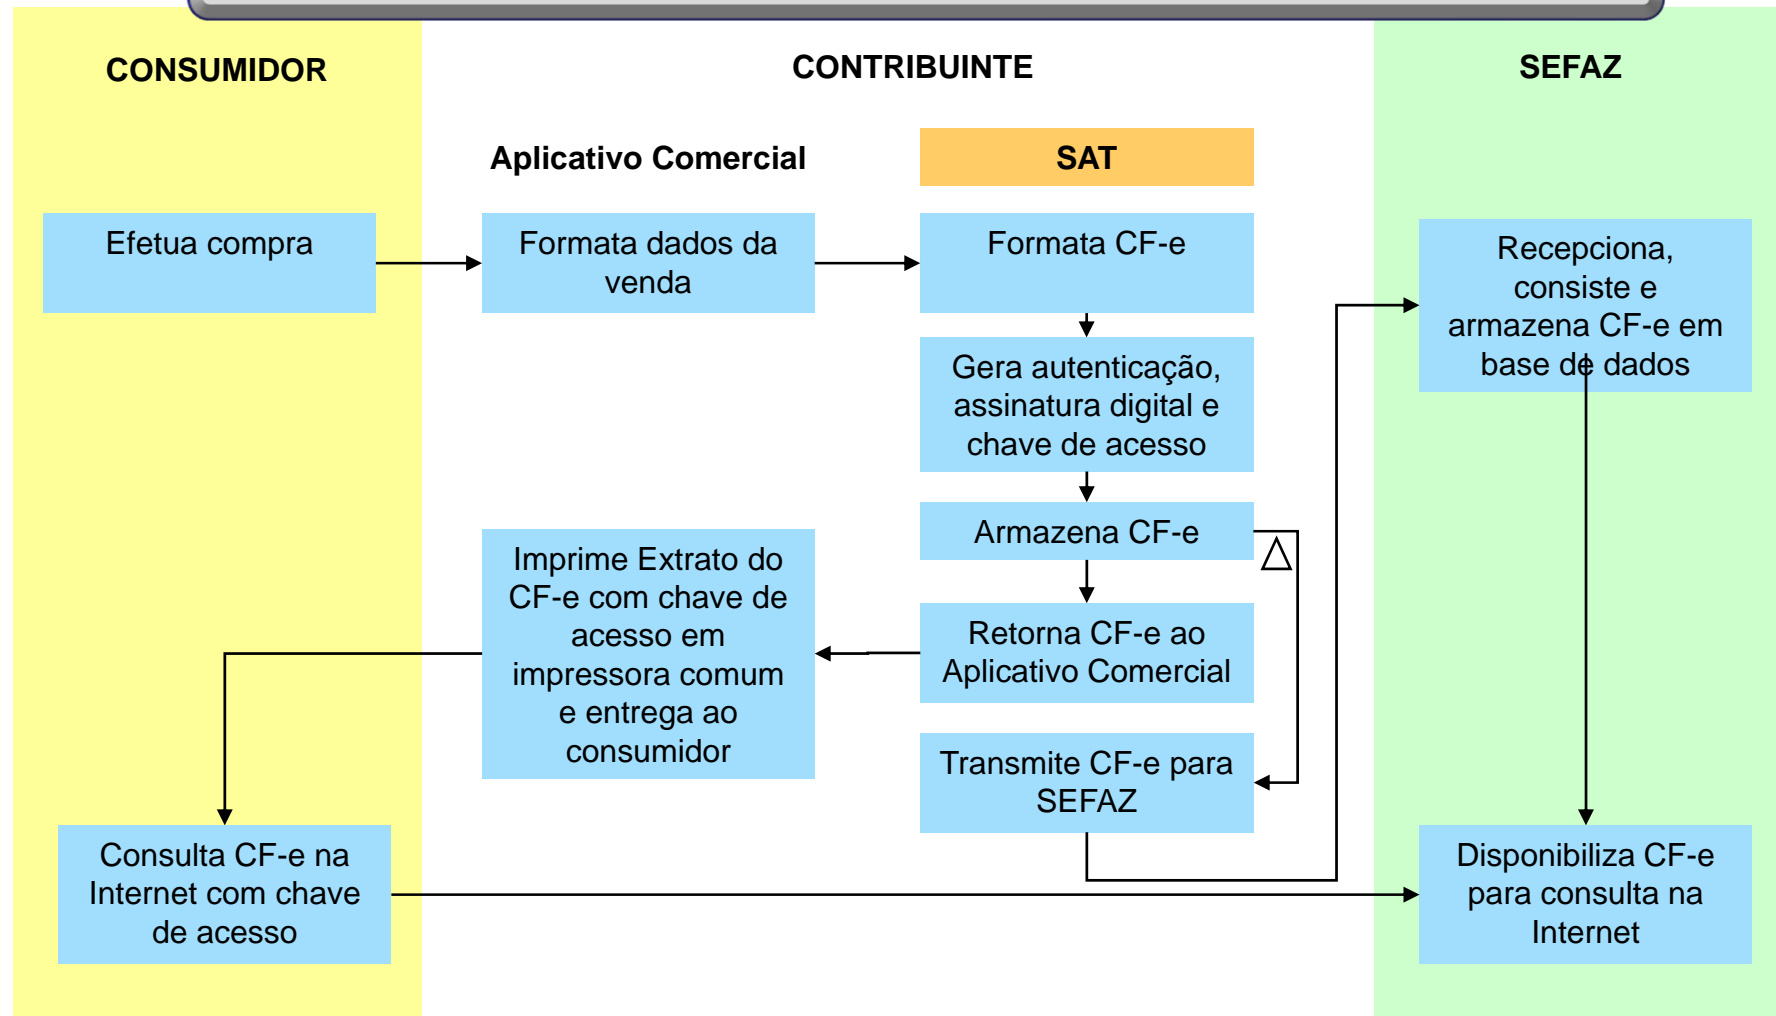 CONSUMIDOR
CONTRIBUINTE
SEFAZ
Aplicativo Comercial
SAT
Efetua compra
Formata dados da
venda
Formata CF-e
Recepciona,
consiste e
armazena CF-e em
base de dados
Gera autenticação,
assinatura digital e
chave de acesso
Armazena CF-e
Imprime Extrato do
CF-e com chave de
acesso em
impressora comum
e entrega ao
consumidor
Retorna CF-e ao
Aplicativo Comercial
Transmite CF-e para
SEFAZ
Consulta CF-e na
Internet com chave
de acesso
Disponibiliza CF-e
para consulta na
Internet